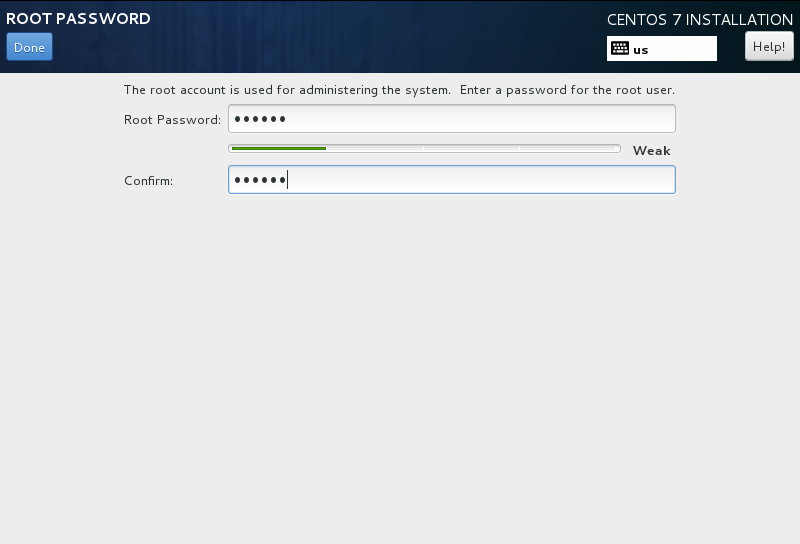 ROOT PASSWORD
CENTOS 7 INSTALLATION
Done
us
Help!
The root account is used for administering the system. Enter a password for the root user.
Root Password: ••••••
Weak
Confirm: ••••••